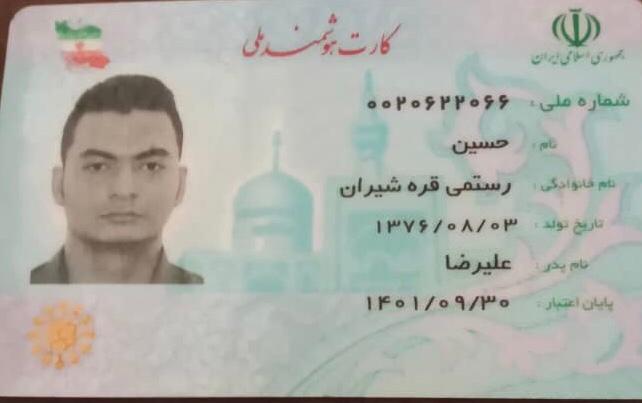 کارت هوشمند ملی
جمهوری اسلامی ایران
شماره ملی : ۰۰۲۰۶۲۲۰۶۶
نام : حسین
نام خانوادگی : رستمی قره شیران
تاریخ تولد : ۱۳۷۶/۰۸/۰۳
نام پدر : علیرضا
پایان اعتبار : ۱۴۰۱/۰۹/۳۰